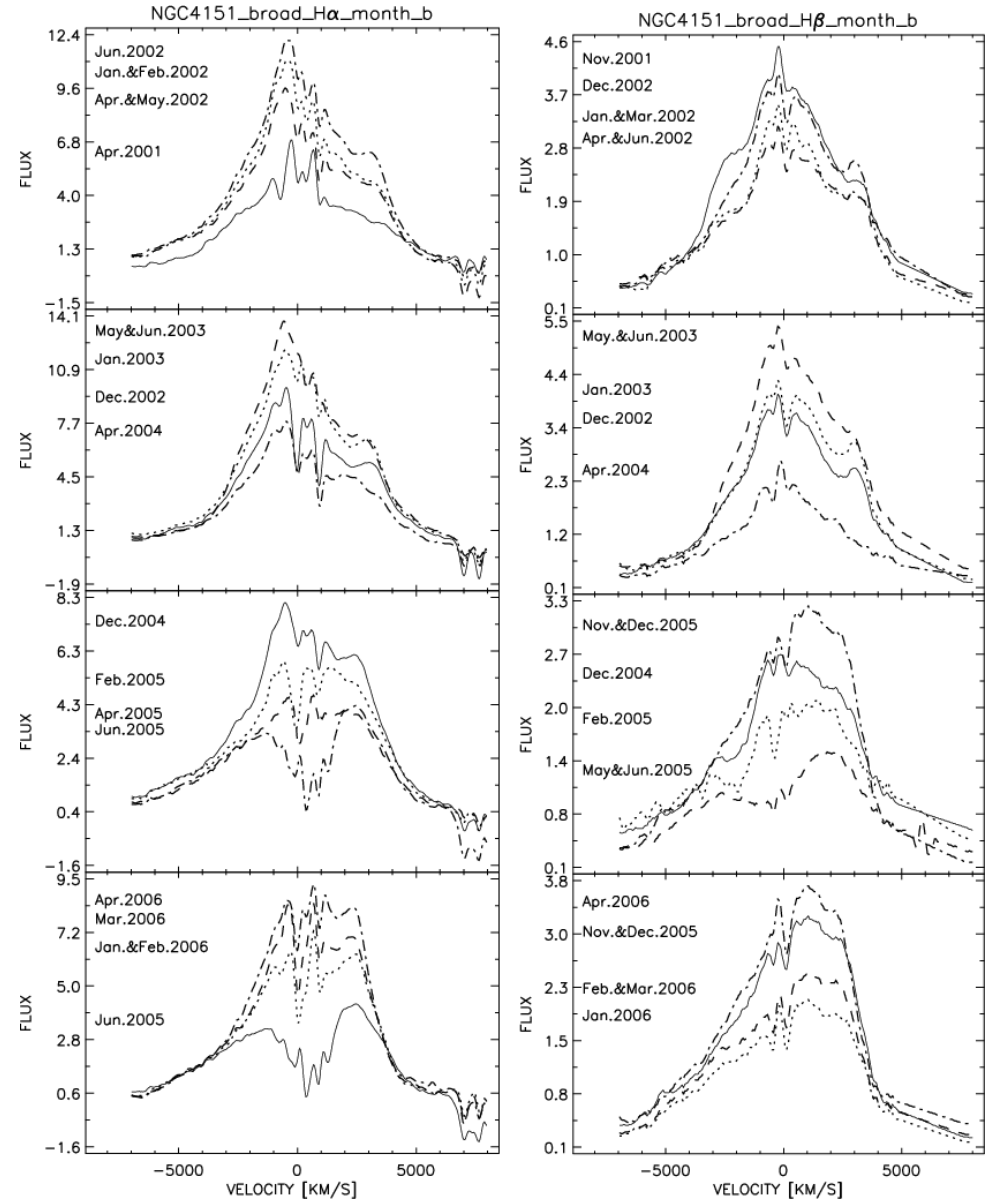 NGC4151_broad_Hα_month_b
12.4
9.6
6.8
4.0
1.3
−1.5
FLUX
Jun.2002
Jan.&Feb.2002
Apr.&May.2002
Apr.2001
14.1
10.9
7.7
4.5
1.3
−1.9
FLUX
May&Jun.2003
Jan.2003
Dec.2002
Apr.2004
8.3
6.3
4.3
2.4
0.4
−1.6
FLUX
Dec.2004
Feb.2005
Apr.2005
Jun.2005
9.5
7.2
5.0
2.8
0.6
−1.6
FLUX
Apr.2006
Mar.2006
Jan.&Feb.2006
Jun.2005
−5000 0 5000
VELOCITY [KM/S]
NGC4151_broad_Hβ_month_b
4.6
3.7
2.8
1.9
1.0
0.1
FLUX
Nov.2001
Dec.2002
Jan.&Mar.2002
Apr.&Jun.2002
5.5
4.4
3.4
2.3
1.2
0.1
FLUX
May.&Jun.2003
Jan.2003
Dec.2002
Apr.2004
3.3
2.7
2.0
1.4
0.8
0.1
FLUX
Nov.&Dec.2005
Dec.2004
Feb.2005
May&Jun.2005
3.8
3.0
2.3
1.5
0.8
0.1
FLUX
Apr.2006
Nov.&Dec.2005
Feb.&Mar.2006
Jan.2006
−5000 0 5000
VELOCITY [KM/S]